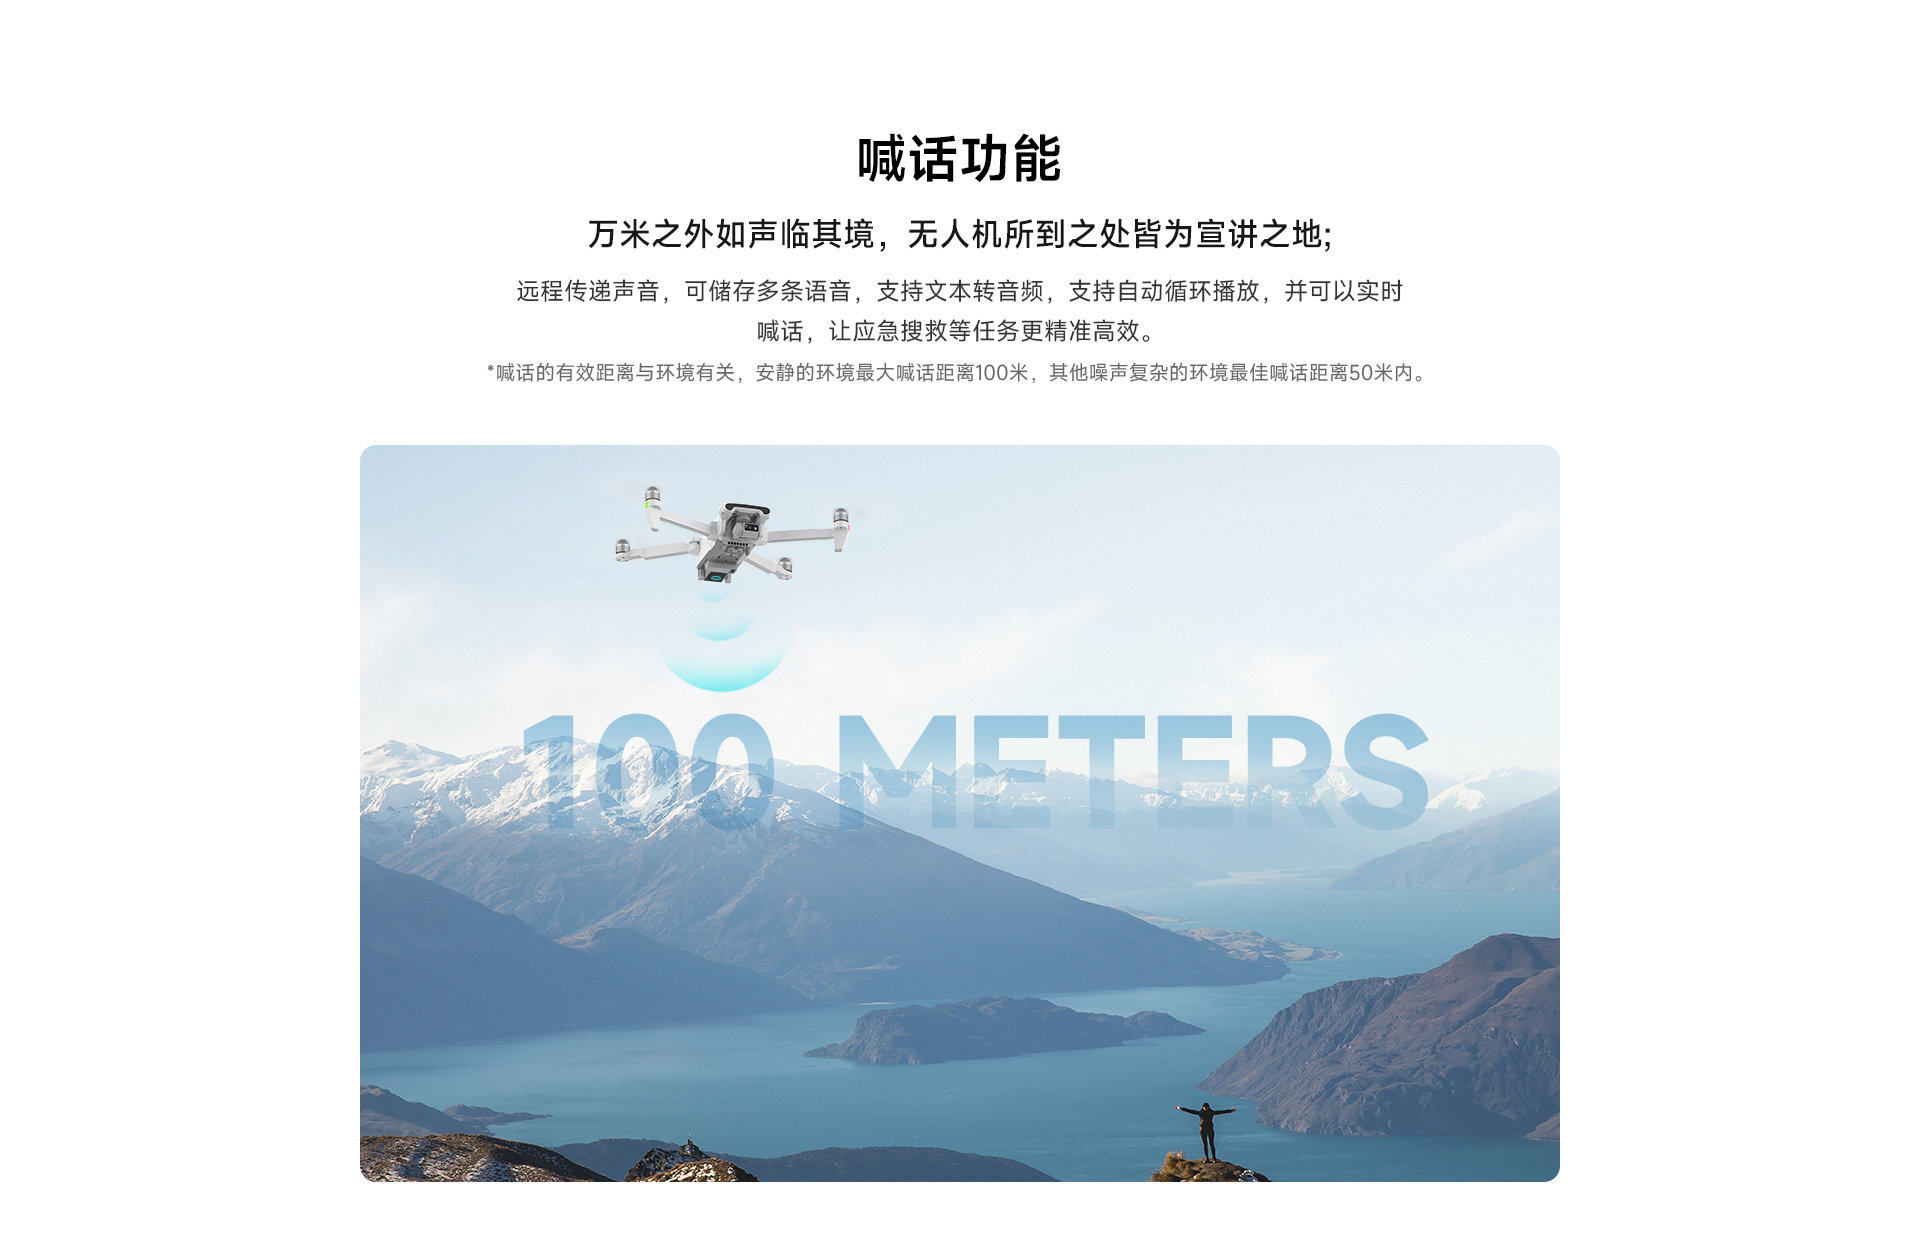 喊话功能
万米之外如声临其境，无人机所到之处皆为宣讲之地;
远程传递声音，可储存多条语音，支持文本转音频，支持自动循环播放，并可以实时
喊话，让应急搜救等任务更精准高效。
*喊话的有效距离与环境有关，安静的环境最大喊话距离100米，其他噪声复杂的环境最佳喊话距离50米内。
100 METERS